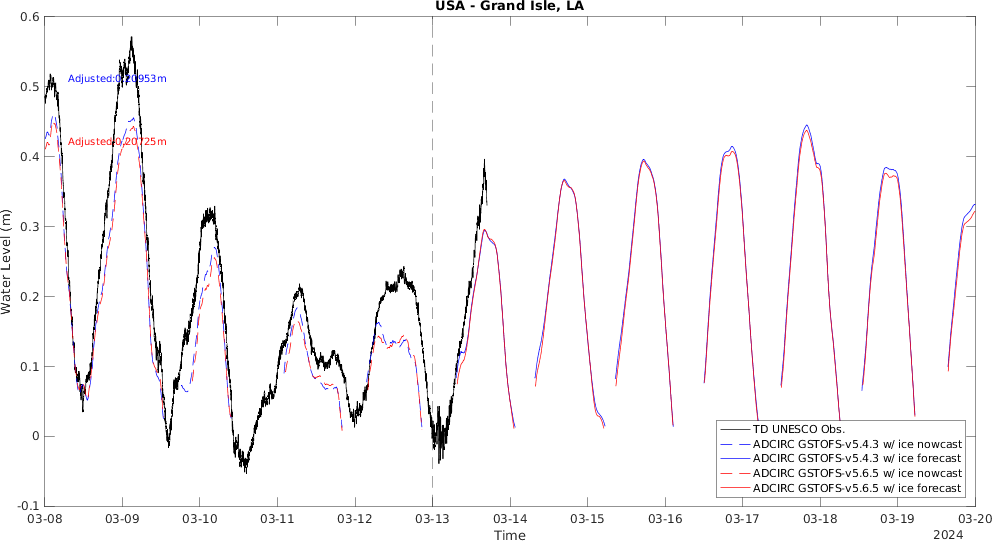 USA - Grand Isle, LA
0.6
0.5
0.4
0.3
0.2
0.1
0
-0.1
Water Level (m)
Adjusted:0.20953m
Adjusted:0.20725m
TD UNESCO Obs.
ADCIRC GSTOFS-v5.4.3 w/ ice nowcast
ADCIRC GSTOFS-v5.4.3 w/ ice forecast
ADCIRC GSTOFS-v5.6.5 w/ ice nowcast
ADCIRC GSTOFS-v5.6.5 w/ ice forecast
03-08 03-09 03-10 03-11 03-12 03-13 03-14 03-15 03-16 03-17 03-18 03-19 03-20
Time
2024